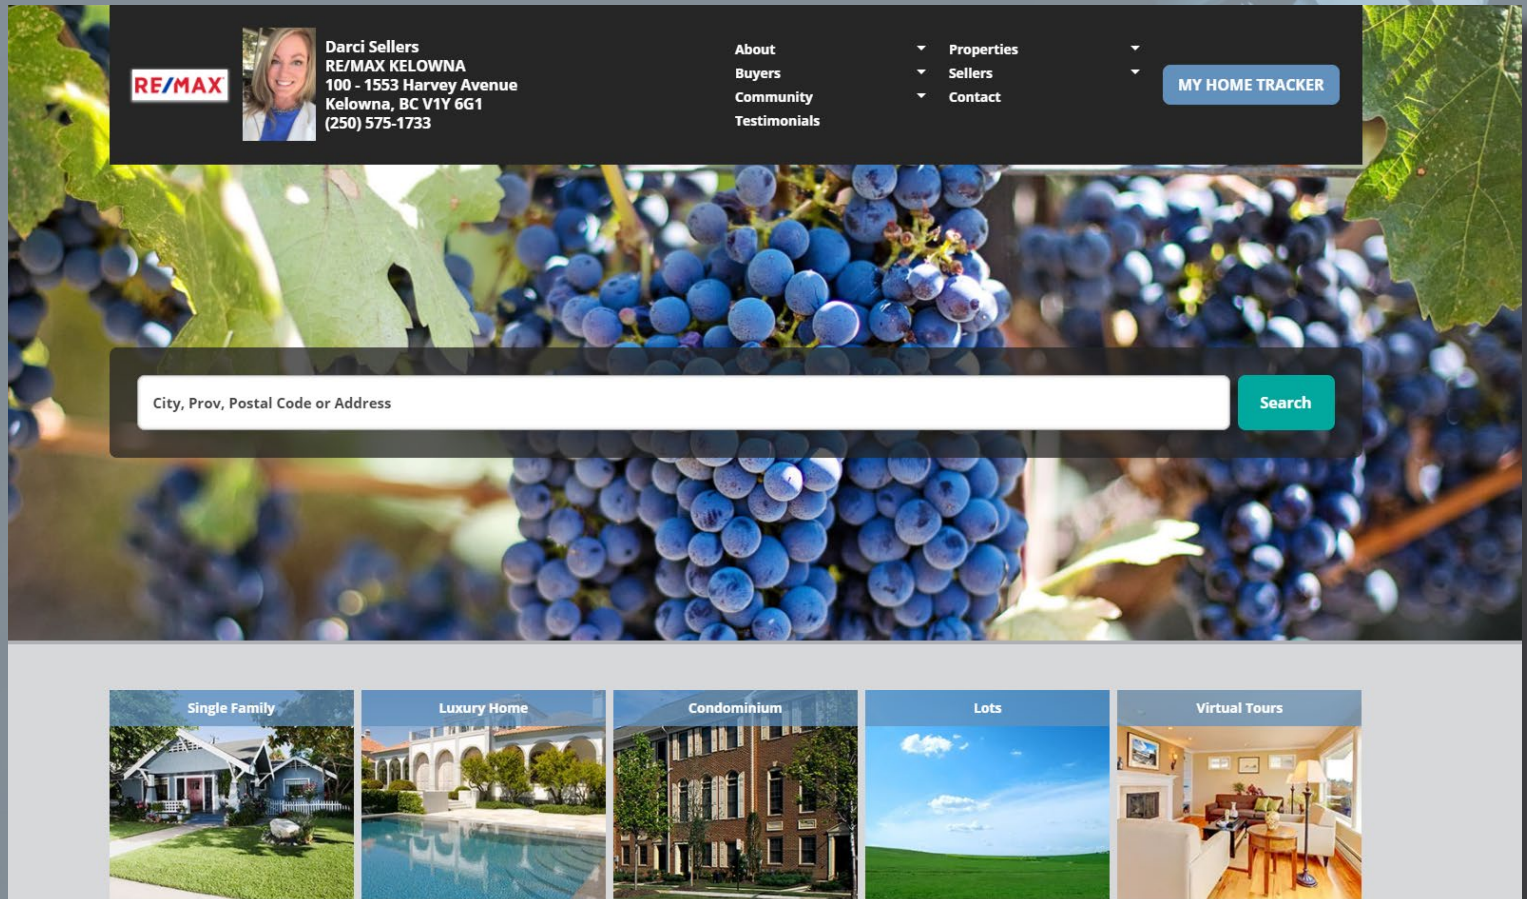 RE/MAX
Darci Sellers
RE/MAX KELOWNA
100 - 1553 Harvey Avenue
Kelowna, BC V1Y 6G1
(250) 575-1733
About
Buyers
Community
Testimonials
Properties
Sellers
Contact
MY HOME TRACKER
City, Prov, Postal Code or Address
Search
Single Family
Luxury Home
Condominium
Lots
Virtual Tours